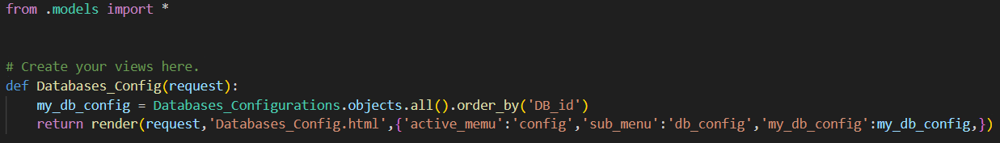 from .models import *
# Create your views here.
def Databases_Config(request):
my_db_config = Databases_Configurations.objects.all().order_by('DB_id')
return render(request,'Databases_Config.html',{'active_memu':'config','sub_menu':'db_config','my_db_config':my_db_config,})